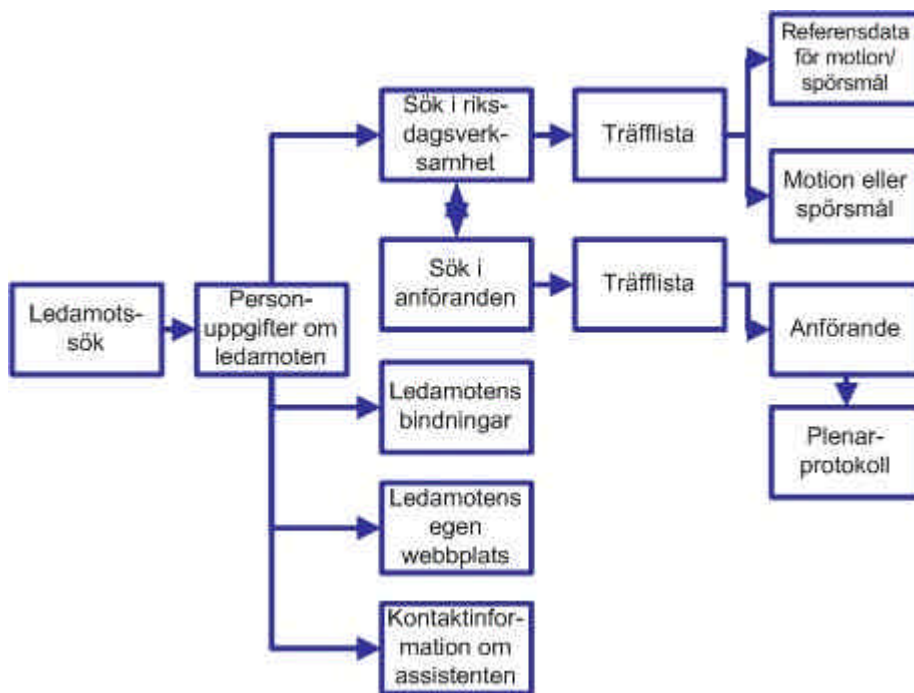 Ledamots-
sök
Person-
uppgifter om
ledamoten
Sök i riks-
dagsverk-
samhet
Träfflista
Referensdata
för motion/
spörsmål
Motion eller
spörsmål
Sök i
anföranden
Träfflista
Anförande
Plenar-
protokoll
Ledamotens
bindningar
Ledamotens
egen
webbplats
Kontaktinfor-
mation om
assistenten